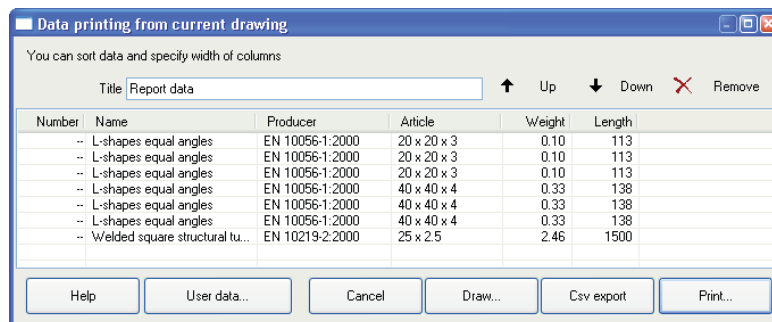 Data printing from current drawing
You can sort data and specify width of columns
Title Report data Up Down Remove
Number Name Producer Article Weight Length
-- L-shapes equal angles EN 10056-1:2000 20 x 20 x 3 0.10 113
-- L-shapes equal angles EN 10056-1:2000 20 x 20 x 3 0.10 113
-- L-shapes equal angles EN 10056-1:2000 20 x 20 x 3 0.10 113
-- L-shapes equal angles EN 10056-1:2000 40 x 40 x 4 0.33 138
-- L-shapes equal angles EN 10056-1:2000 40 x 40 x 4 0.33 138
-- L-shapes equal angles EN 10056-1:2000 40 x 40 x 4 0.33 138
-- Welded square structural tu... EN 10219-2:2000 25 x 2.5 2.46 1500
Help User data... Cancel Draw... Csv export Print...